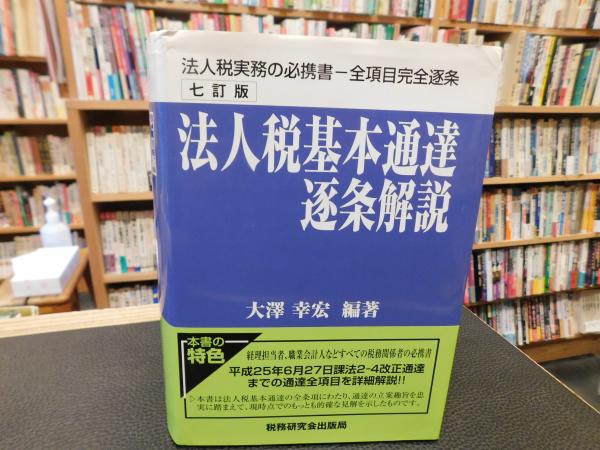 法人税実務の必携書－全項目完全逐条
七訂版
法人税基本通達
逐条解説
大澤 幸宏 編著
本書の
特色
経理担当者、職業会計人などすべての税務関係者の必携書
平成25年6月27日課法2-4改正通達
までの通達全項目を詳細解説!!
▷本書は法人税基本通達の全条項にわたり、通達の立案趣旨を忠
実に踏まえて、現時点でのもっとも的確な見解を示したものです。
税務研究会出版局